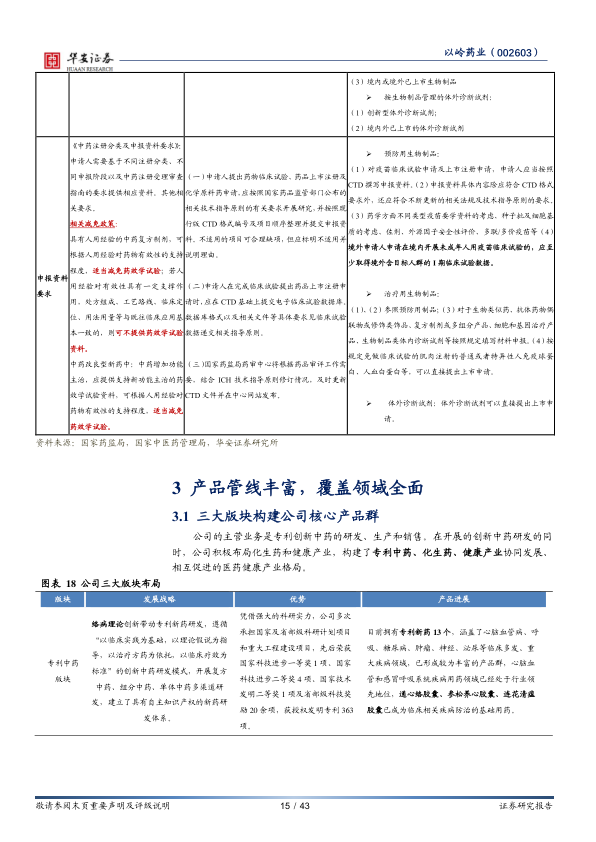 华安证券
HUAAN RESEARCH
以岭药业（002603）
（3）境内或境外已上市生物制品
➢ 按生物制品管理的体外诊断试剂：
（1）创新型体外诊断试剂；
（2）境内外已上市的体外诊断试剂
申报资料
要求
《中药注册分类及申报资料要求》：
申请人需要基于不同注册分类、不
同申报阶段以及中药注册受理审查
指南的要求提供相应资料。其他相
关要求。
相关减免政策：
具有人用经验的中药复方制剂，可
根据人用经验对药物有效性的支持
程度，适当减免药效学试验；若人
用经验对有效性具有一定支撑作
用，处方组成、工艺路线、临床定
位、用法用量等与既往临床应用基
本一致的，则可不提供药效学试验
资料。
中药改良型新药中：中药增加功能
主治，应提供支持新功能主治的药
效学试验资料，可根据人用经验对
药物有效性的支持程度，适当减免
药效学试验。
（一）申请人提出药物临床试验、药品上市注册及
化学原料药申请，应按照国家药品监管部门公布的
相关技术指导原则的有关要求开展研究，并按照现
行版 CTD 格式编号及项目顺序整理并提交申报资
料。不适用的项目可合理缺项，但应标明不适用并
说明理由。
（二）申请人在完成临床试验提出药品上市注册申
请时，应在 CTD 基础上提交电子临床试验数据库。
数据库格式以及相关文件等具体要求见临床试验
数据递交相关指导原则。
（三）国家药监局药审中心将根据药品审评工作需
要，结合 ICH 技术指导原则修订情况，及时更新
CTD 文件并在中心网站发布。
➢ 预防用生物制品：
（1）对疫苗临床试验申请及上市注册申请，申请人应当按照
CTD 撰写申报资料。（2）申报资料具体内容除应符合 CTD 格式
要求外，还应符合不断更新的相关法规及技术指导原则的要求。
（3）药学方面不同类型疫苗要学资料的考虑、种子批及细胞基
质的考虑、佐剂、外源因子安全性评价、多联/多价疫苗等（4）
境外申请人申请在境内开展未成年人用疫苗临床试验的，应至
少取得境外含目标人群的 I 期临床试验数据。
➢ 治疗用生物制品：
（1）、（2）参照预防用制品；（3）对于生物类似药、抗体药物偶
联物或修饰类饰品、复方制剂或多组分产品、细胞和基因治疗产
品、生物制品类体内诊断试剂等按照规定填写材料申报。（4）按
规定免做临床试验的肌肉注射的普通或者特异性人免疫球蛋
白、人血白蛋白等，可以直接提出上市申请。
➢ 体外诊断试剂：体外诊断试剂可以直接提出上市申
请。
资料来源：国家药监局，国家中医药管理局，华安证券研究所
3 产品管线丰富，覆盖领域全面
3.1 三大版块构建公司核心产品群
公司的主营业务是专利创新中药的研发、生产和销售。在开展的创新中药研发的同
时，公司积极布局化生药和健康产业，构建了专利中药、化生药、健康产业协同发展、
相互促进的医药健康产业格局。
图表 18 公司三大版块布局
版块 发展战略 优势 产品进展
专利中药
版块
络病理论创新带动专利新药研发，遵循
“以临床实践为基础，以理论假说为指
导，以治疗方药为依托，以临床疗效为
标准”的创新中药研发模式，开展复方
中药、组分中药、单体中药多渠道研
发，建立了具有自主知识产权的新药研
发体系。
凭借强大的科研实力，公司多次
承担国家及省部级科研计划项目
和重大工程建设项目，先后荣获
国家科技进步一等奖 1 项，国家
科技进步二等奖 4 项，国家技术
发明二等奖 1 项及省部级科技奖
励 20 余项，获授权发明专利 363
项。
目前拥有专利新药 13 个，涵盖了心脑血管病、呼
吸、糖尿病、肿瘤、神经、泌尿等临床多发、重
大疾病领域，已形成较为丰富的产品群，心脑血
管和感冒呼吸系统疾病用药领域已经处于行业领
先地位，通心络胶囊、参松养心胶囊、连花清瘟
胶囊已成为临床相关疾病防治的基础用药。
敬请参阅末页重要声明及评级说明
15 / 43
证券研究报告